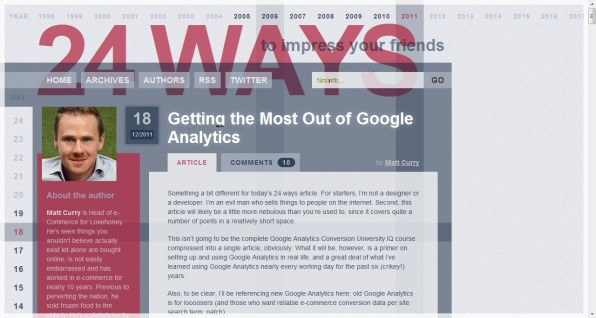 YEAR 1998 1999 2000 2001 2002 2003 2004 2005 2006 2007 2008 2009 2010 2011 2012 2013 2014 2015 2016 2017
24 WAYS
to impress your friends
HOME ARCHIVES AUTHORS RSS TWITTER Search... GO
DAY
24
23
22
21
20
19
18
17
16
15
14
18
12/2011
Getting the Most Out of Google
Analytics
ARTICLE COMMENTS 10 by Matt Curry
About the author
Matt Curry is Head of e-
Commerce for Lovehoney.
He's seen things you
wouldn't believe actually
exist let alone are bought
online, is not easily
embarrassed and has
worked in e-commerce for
nearly 10 years. Previous to
perverting the nation, he
sold frozen food to the
Something a bit different for today's 24 ways article. For starters, I'm not a designer or
a developer. I'm an evil man who sells things to people on the internet. Second, this
article will likely be a little more nebulous than you're used to, since it covers quite a
number of points in a relatively short space.
This isn't going to be the complete Google Analytics Conversion University IQ course
compressed into a single article, obviously. What it will be, however, is a primer on
setting up and using Google Analytics in real life, and a great deal of what I've
learned using Google Analytics nearly every working day for the past six (crikey!)
years.
Also, to be clear, I'll be referencing new Google Analytics here; old Google Analytics
is for loooosers (and those who want reliable e-commerce conversion data per site
search term, natch).